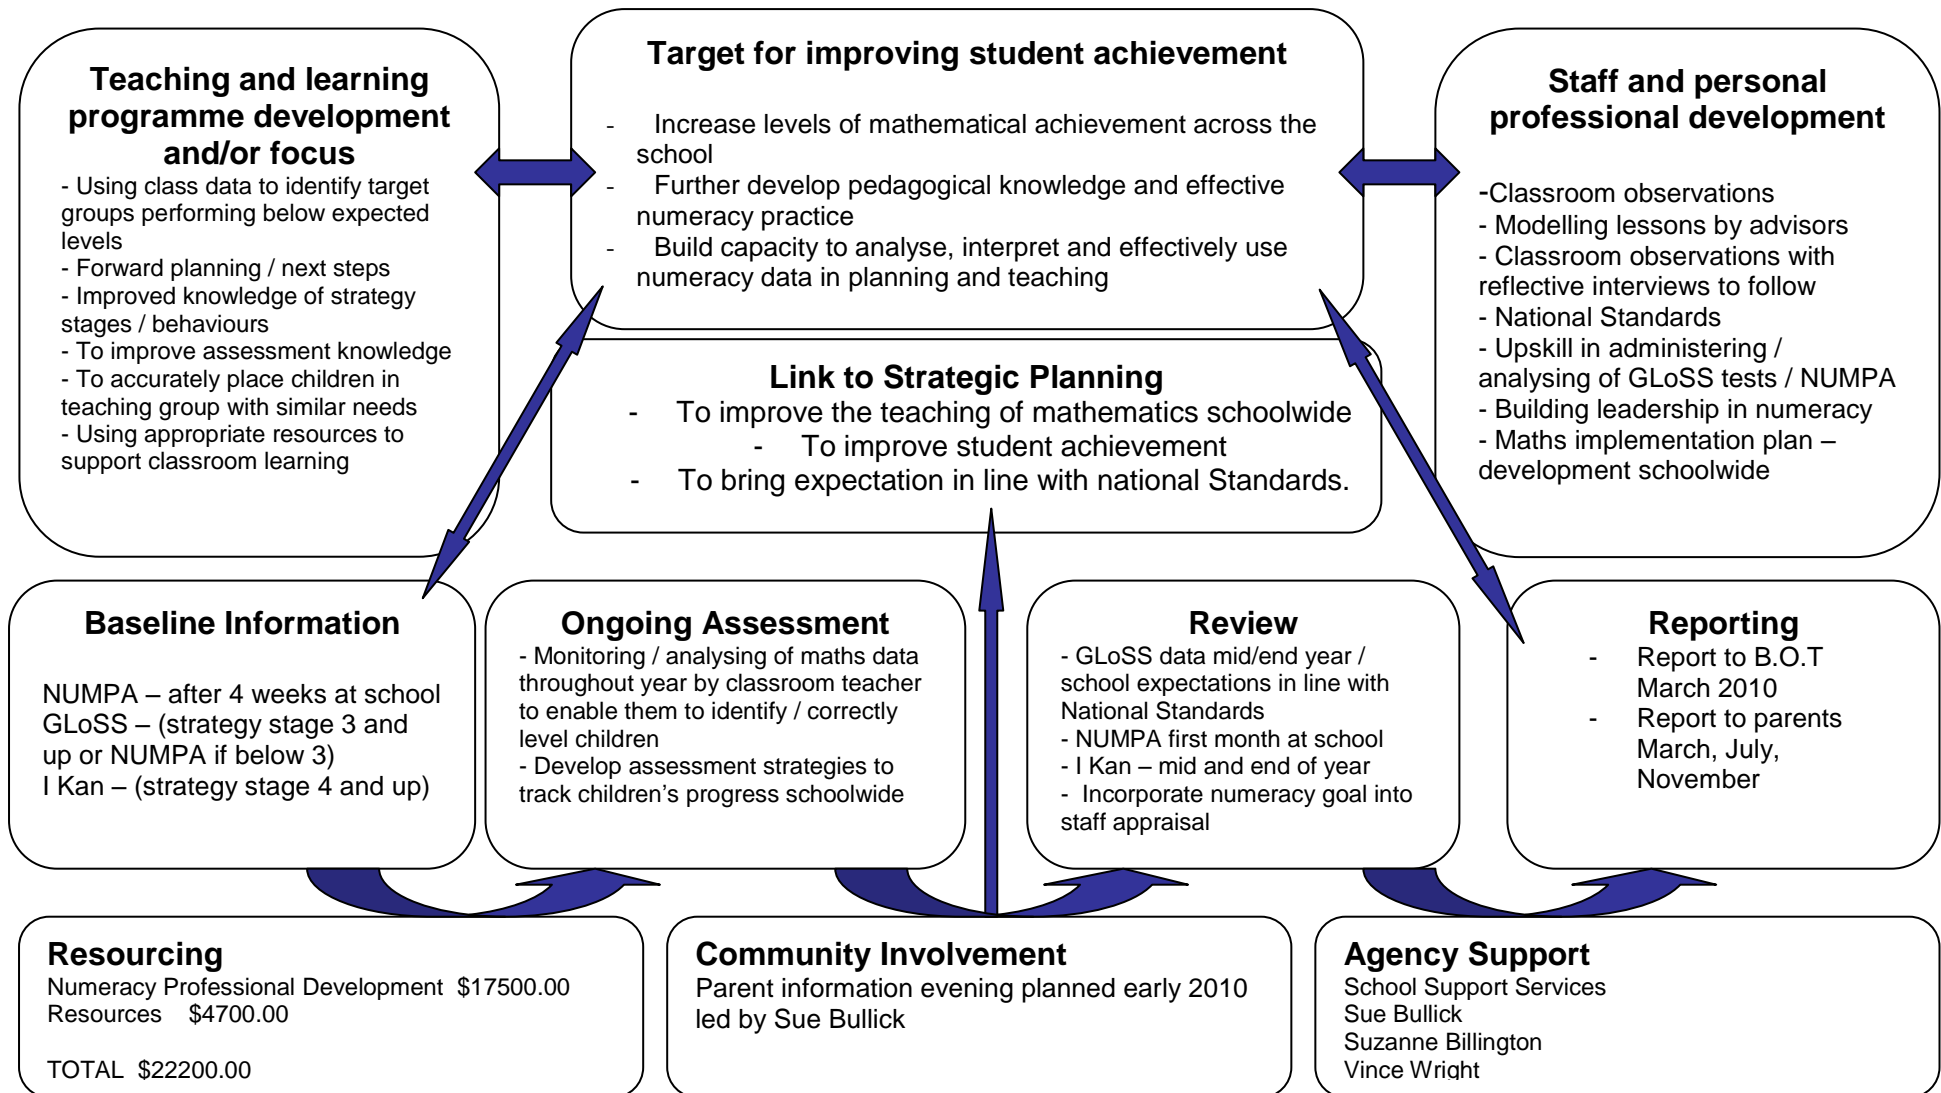 Teaching and learning
programme development
and/or focus
- Using class data to identify target
groups performing below expected
levels
- Forward planning / next steps
- Improved knowledge of strategy
stages / behaviours
- To improve assessment knowledge
- To accurately place children in
teaching group with similar needs
- Using appropriate resources to
support classroom learning
Target for improving student achievement
- Increase levels of mathematical achievement across the
school
- Further develop pedagogical knowledge and effective
numeracy practice
- Build capacity to analyse, interpret and effectively use
numeracy data in planning and teaching
Staff and personal
professional development
-Classroom observations
- Modelling lessons by advisors
- Classroom observations with
reflective interviews to follow
- National Standards
- Upskill in administering /
analysing of GLoSS tests / NUMPA
- Building leadership in numeracy
- Maths implementation plan –
development schoolwide
Link to Strategic Planning
- To improve the teaching of mathematics schoolwide
- To improve student achievement
- To bring expectation in line with national Standards.
Baseline Information
NUMPA – after 4 weeks at school
GLoSS – (strategy stage 3 and
up or NUMPA if below 3)
I Kan – (strategy stage 4 and up)
Ongoing Assessment
- Monitoring / analysing of maths data
throughout year by classroom teacher
to enable them to identify / correctly
level children
- Develop assessment strategies to
track children's progress schoolwide
Review
- GLoSS data mid/end year /
school expectations in line with
National Standards
- NUMPA first month at school
- I Kan – mid and end of year
- Incorporate numeracy goal into
staff appraisal
Reporting
- Report to B.O.T
March 2010
- Report to parents
March, July,
November
Resourcing
Numeracy Professional Development $17500.00
Resources $4700.00
TOTAL $22200.00
Community Involvement
Parent information evening planned early 2010
led by Sue Bullick
Agency Support
School Support Services
Sue Bullick
Suzanne Billington
Vince Wright